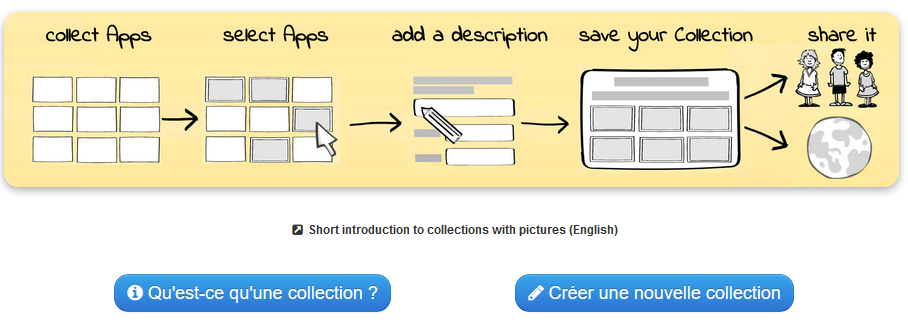 collect Apps select Apps add a description save your Collection share it
Short introduction to collections with pictures (English)
Qu'est-ce qu'une collection ? Créer une nouvelle collection